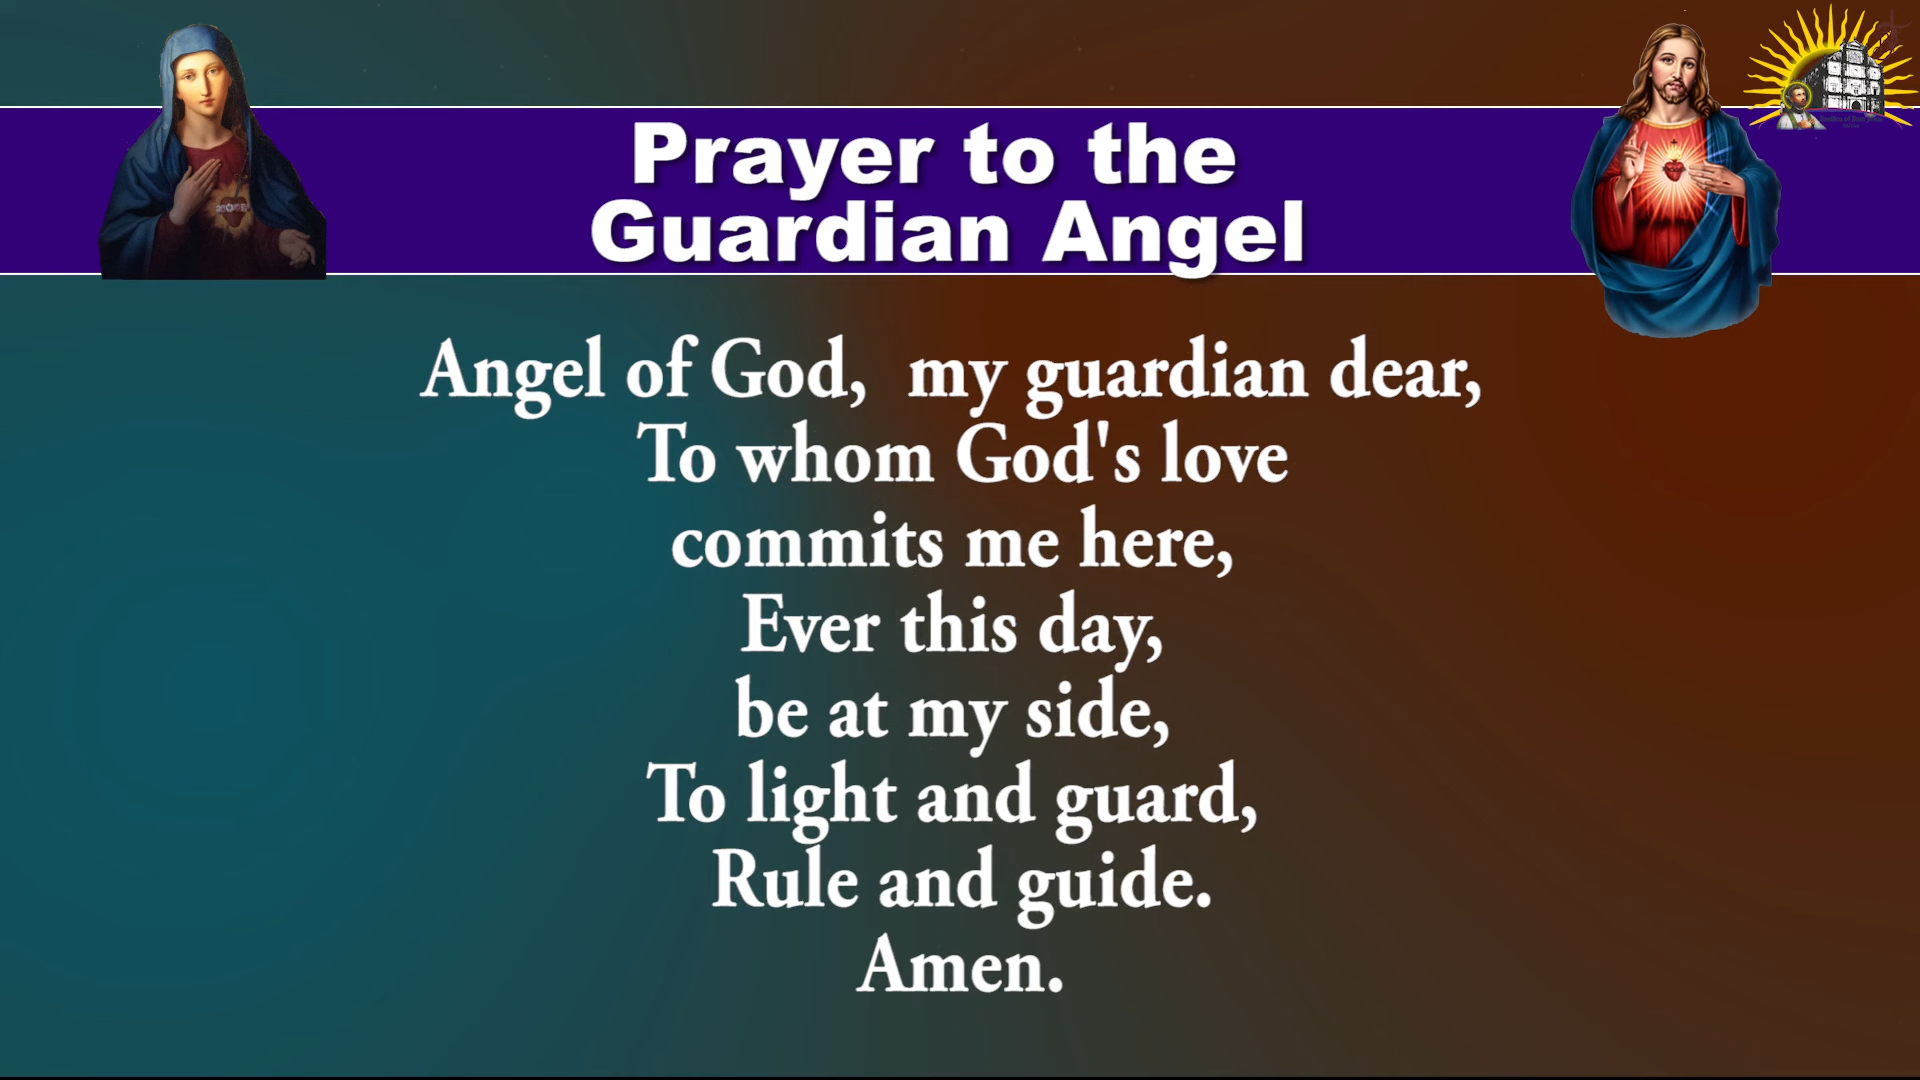 Prayer to the
Guardian Angel
Angel of God,  my guardian dear,
To whom God's love
commits me here,
Ever this day,
be at my side,
To light and guard,
Rule and guide.
Amen.